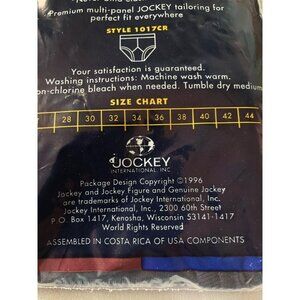 Premium multi-panel JOCKEY tailoring for
perfect fit everywhere
STYLE 1017CR
Your satisfaction is guaranteed.
Washing instructions: Machine wash warm.
on-chlorine bleach when needed. Tumble dry medium
SIZE CHART
28 30 32 34 36 38 40 42 44
JOCKEY
INTERNATIONAL, INC.
Package Design Copyright ©1996
Jockey and Jockey Figure and Genuine Jockey
are trademarks of Jockey International, Inc.
Jockey International, Inc., 2300 60th Street
P.O. Box 1417, Kenosha, Wisconsin 53141-1417
World Rights Reserved
ASSEMBLED IN COSTA RICA OF USA COMPONENTS